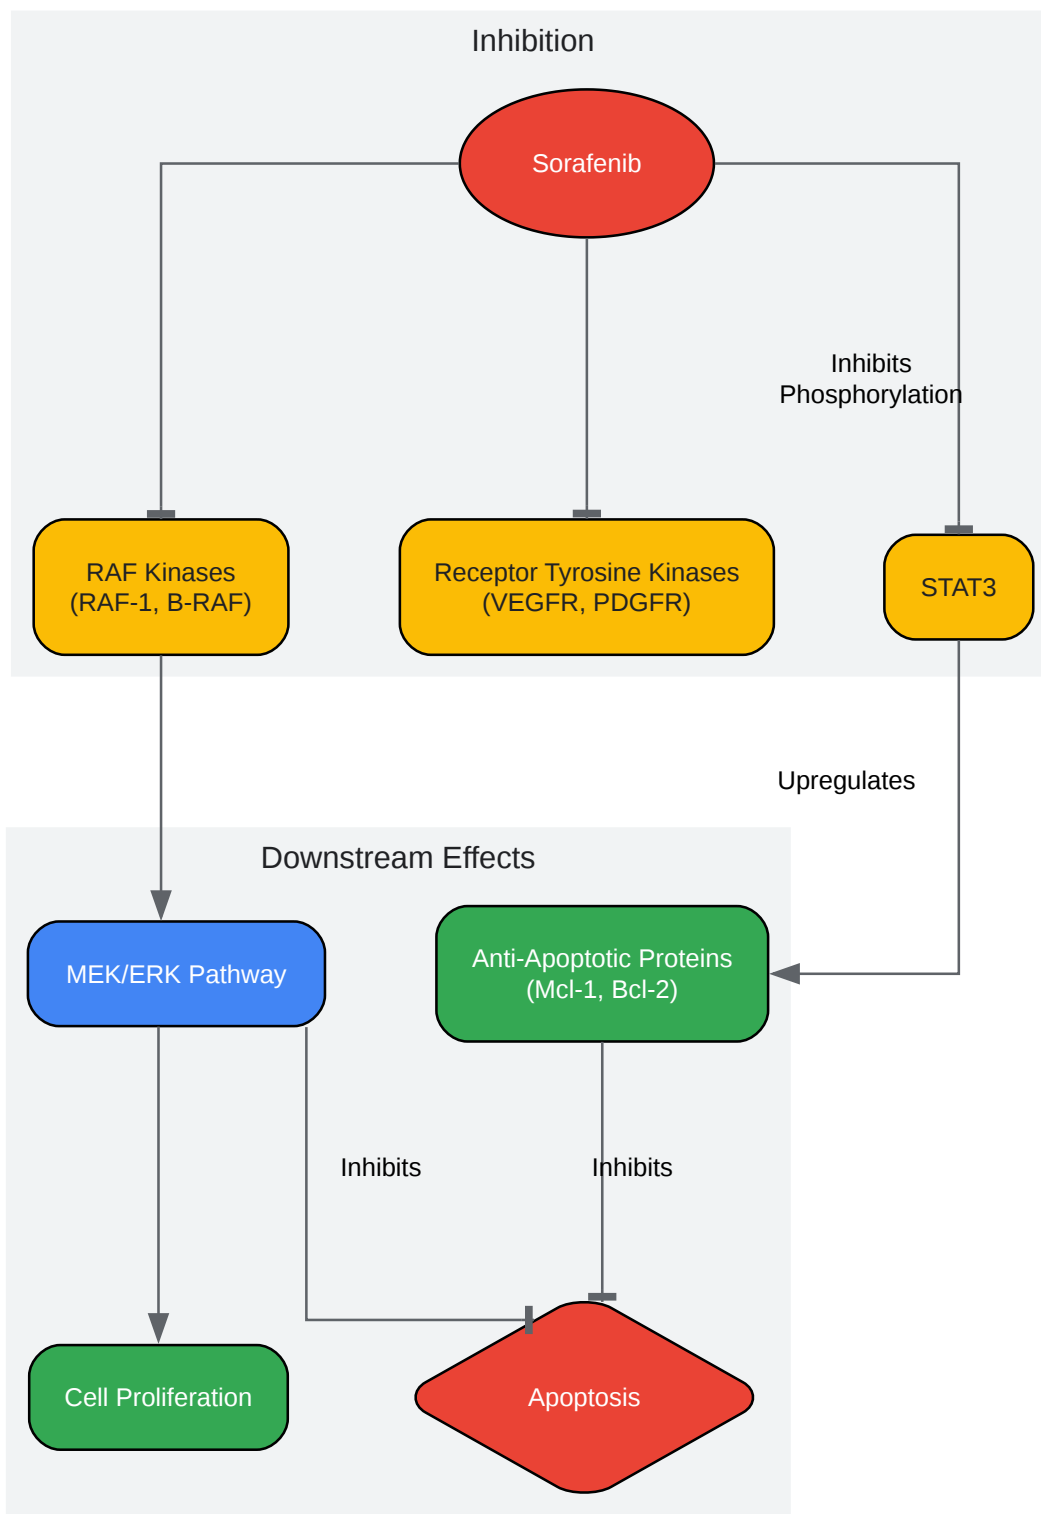 Inhibition
Sorafenib
Inhibits
Phosphorylation
RAF Kinases
(RAF-1, B-RAF)
Receptor Tyrosine Kinases
(VEGFR, PDGFR)
STAT3
Upregulates
Downstream Effects
MEK/ERK Pathway
Anti-Apoptotic Proteins
(Mcl-1, Bcl-2)
Inhibits
Inhibits
Cell Proliferation
Apoptosis